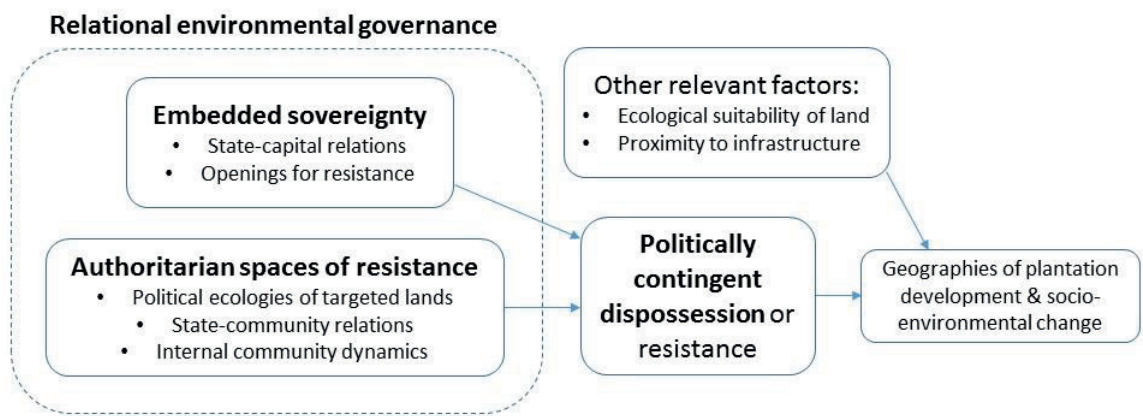 Relational environmental governance
Embedded sovereignty
• State-capital relations
• Openings for resistance
Authoritarian spaces of resistance
• Political ecologies of targeted lands
• State-community relations
• Internal community dynamics
Other relevant factors:
• Ecological suitability of land
• Proximity to infrastructure
Politically
contingent
dispossession or
resistance
Geographies of plantation
development & socio-
environmental change